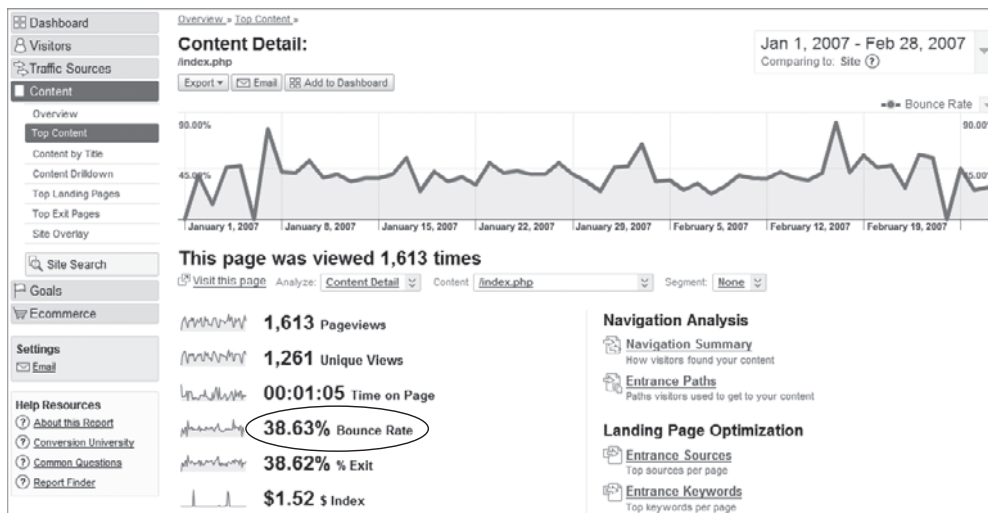 Dashboard
Visitors
Traffic Sources
Content
Overview
Top Content
Content by Title
Content Drilldown
Top Landing Pages
Top Exit Pages
Site Overlay
Site Search
Goals
Ecommerce
Settings
Email
Help Resources
About this Report
Conversion University
Common Questions
Report Finder
Overview » Top Content »
Content Detail:
/index.php
Export Email Add to Dashboard
Jan 1, 2007 - Feb 28, 2007
Comparing to: Site
Bounce Rate
90.00% 90.00%
45.00% 45.00%
January 1, 2007 January 8, 2007 January 15, 2007 January 22, 2007 January 29, 2007 February 5, 2007 February 12, 2007 February 19, 2007
This page was viewed 1,613 times
Visit this page Analyze: Content Detail Content /index.php Segment: None
1,613 Pageviews
1,261 Unique Views
00:01:05 Time on Page
38.63% Bounce Rate
38.62% % Exit
$1.52 $ Index
Navigation Analysis
Navigation Summary
How visitors found your content
Entrance Paths
Paths visitors used to get to your content
Landing Page Optimization
Entrance Sources
Top sources per page
Entrance Keywords
Top keywords per page